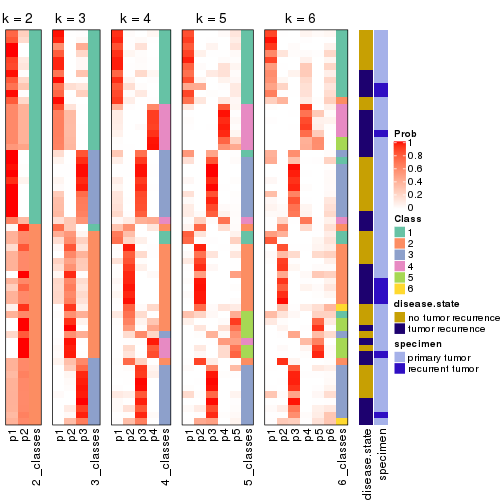 k = 2
k = 3
k = 4
k = 5
k = 6
Prob
1
0.8
0.6
0.4
0.2
0
Class
1
2
3
4
5
6
disease.state
no tumor recurrence
tumor recurrence
specimen
primary tumor
recurrent tumor
p1
p2
2_classes
p1
p2
p3
3_classes
p1
p2
p3
p4
4_classes
p1
p2
p3
p4
p5
5_classes
p1
p2
p3
p4
p5
p6
6_classes
disease.state
specimen